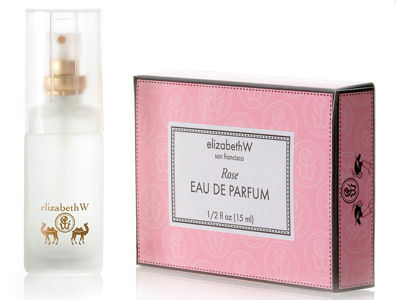 elizabethW
elizabethW
san francisco
Rose
EAU DE PARFUM
1/2 fl oz (15 ml)